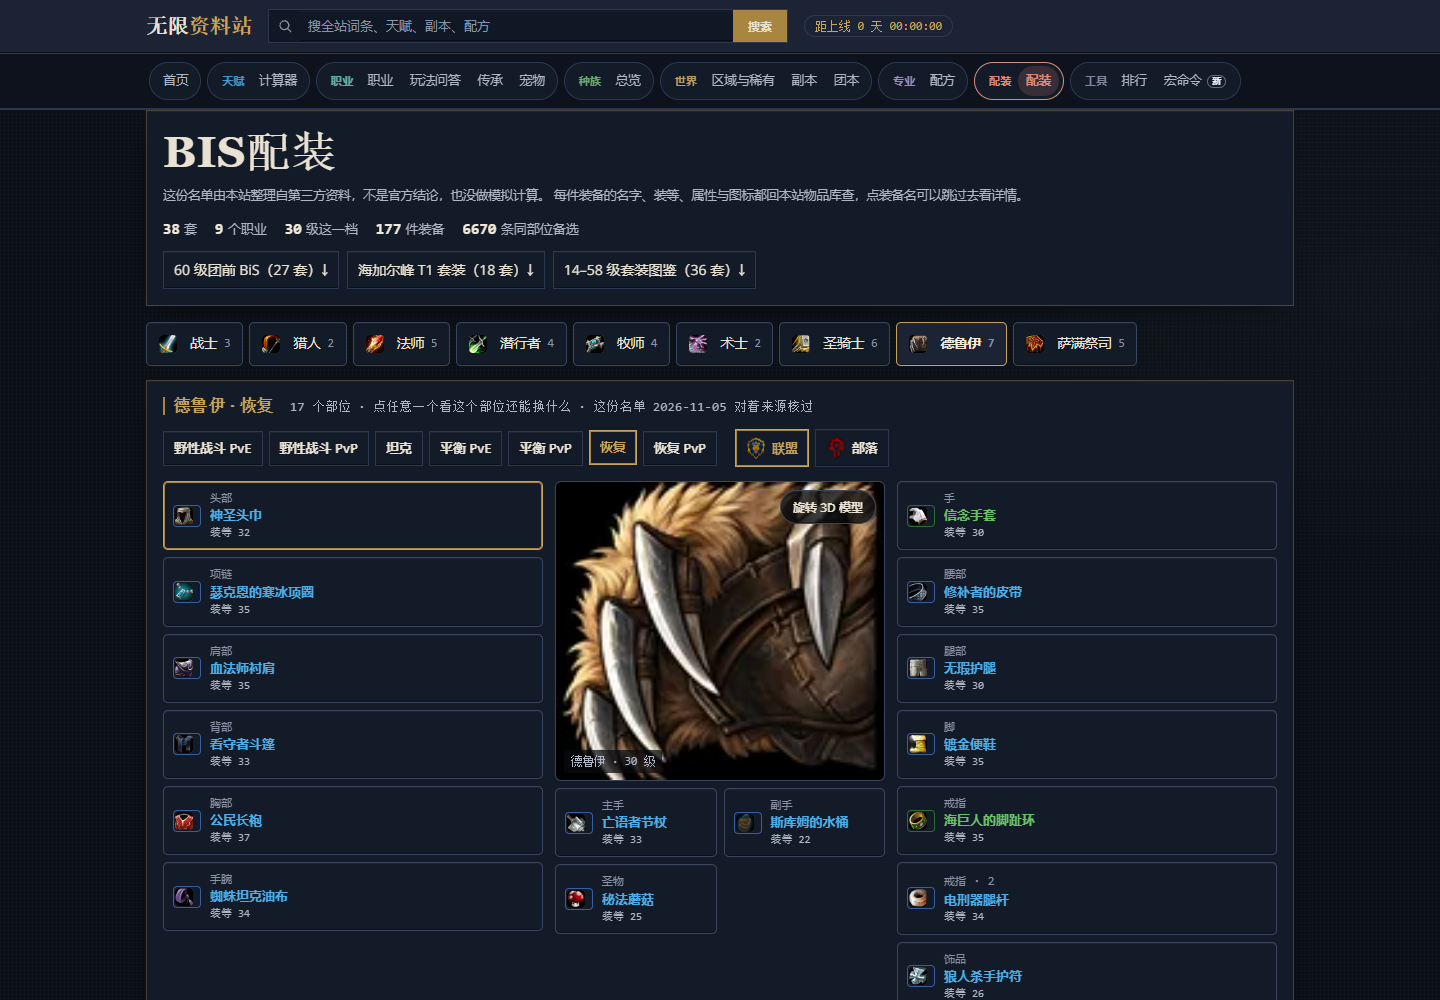 无限资料站
搜全站词条、天赋、副本、配方
搜索
距上线 0 天 00:00:00
首页
天赋 计算器
职业 职业 玩法问答 传承 宠物
种族 总览
世界 区域与稀有 副本 团本
专业 配方
配装 配装
工具 排行 宏命令 新
BIS配装
这份名单由本站整理自第三方资料，不是官方结论，也没做模拟计算。 每件装备的名字、装等、属性与图标都回本站物品库查，点装备名可以跳过去看详情。
38 套 9 个职业 30 级这一档 177 件装备 6670 条同部位备选
60 级团前 BiS（27 套）↓
海加尔峰 T1 套装（18 套）↓
14–58 级套装图鉴（36 套）↓
战士 3
猎人 2
法师 5
潜行者 4
牧师 4
术士 2
圣骑士 6
德鲁伊 7
萨满祭司 5
德鲁伊 · 恢复 17 个部位 · 点任意一个看这个部位还能换什么 · 这份名单 2026-11-05 对着来源核过
野性战斗 PvE
野性战斗 PvP
坦克
平衡 PvE
平衡 PvP
恢复
恢复 PvP
联盟
部落
头部
神圣头巾
装等 32
项链
瑟克恩的寒冰项圈
装等 35
肩部
血法师衬肩
装等 35
背部
看守者斗篷
装等 33
胸部
公民长袍
装等 37
手腕
蜘蛛坦克油布
装等 34
旋转 3D 模型
德鲁伊 · 30 级
主手
亡语者节杖
装等 33
副手
斯库姆的水桶
装等 22
圣物
秘法蘑菇
装等 25
手
信念手套
装等 30
腰部
修补者的皮带
装等 35
腿部
无瑕护腿
装等 30
脚
镀金便鞋
装等 35
戒指
海巨人的脚趾环
装等 35
戒指 · 2
电刑器腿杆
装等 34
饰品
狼人杀手护符
装等 26